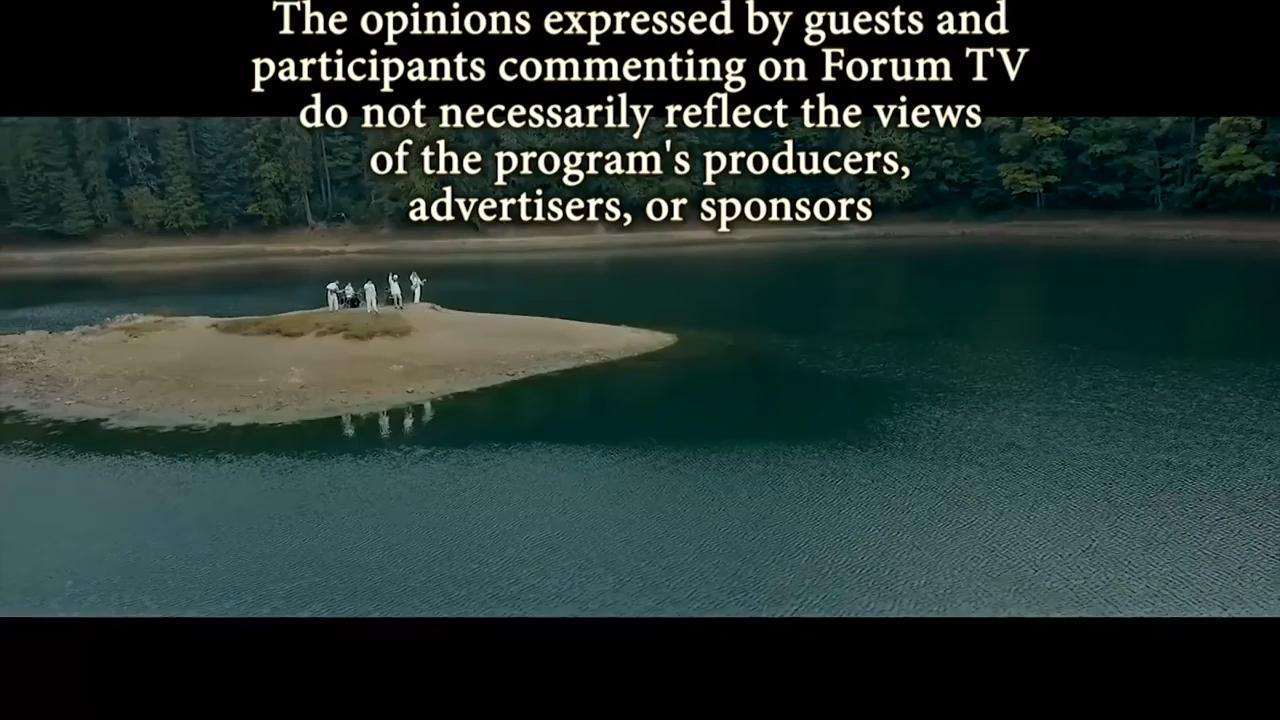 The opinions expressed by guests and
participants commenting on Forum TV
do not necessarily reflect the views
of the program's producers,
advertisers, or sponsors